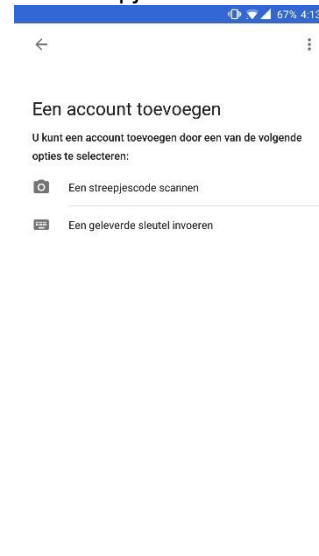 67% 4:13
Een account toevoegen
U kunt een account toevoegen door een van de volgende
opties te selecteren:
Een streepjescode scannen
Een geleverde sleutel invoeren